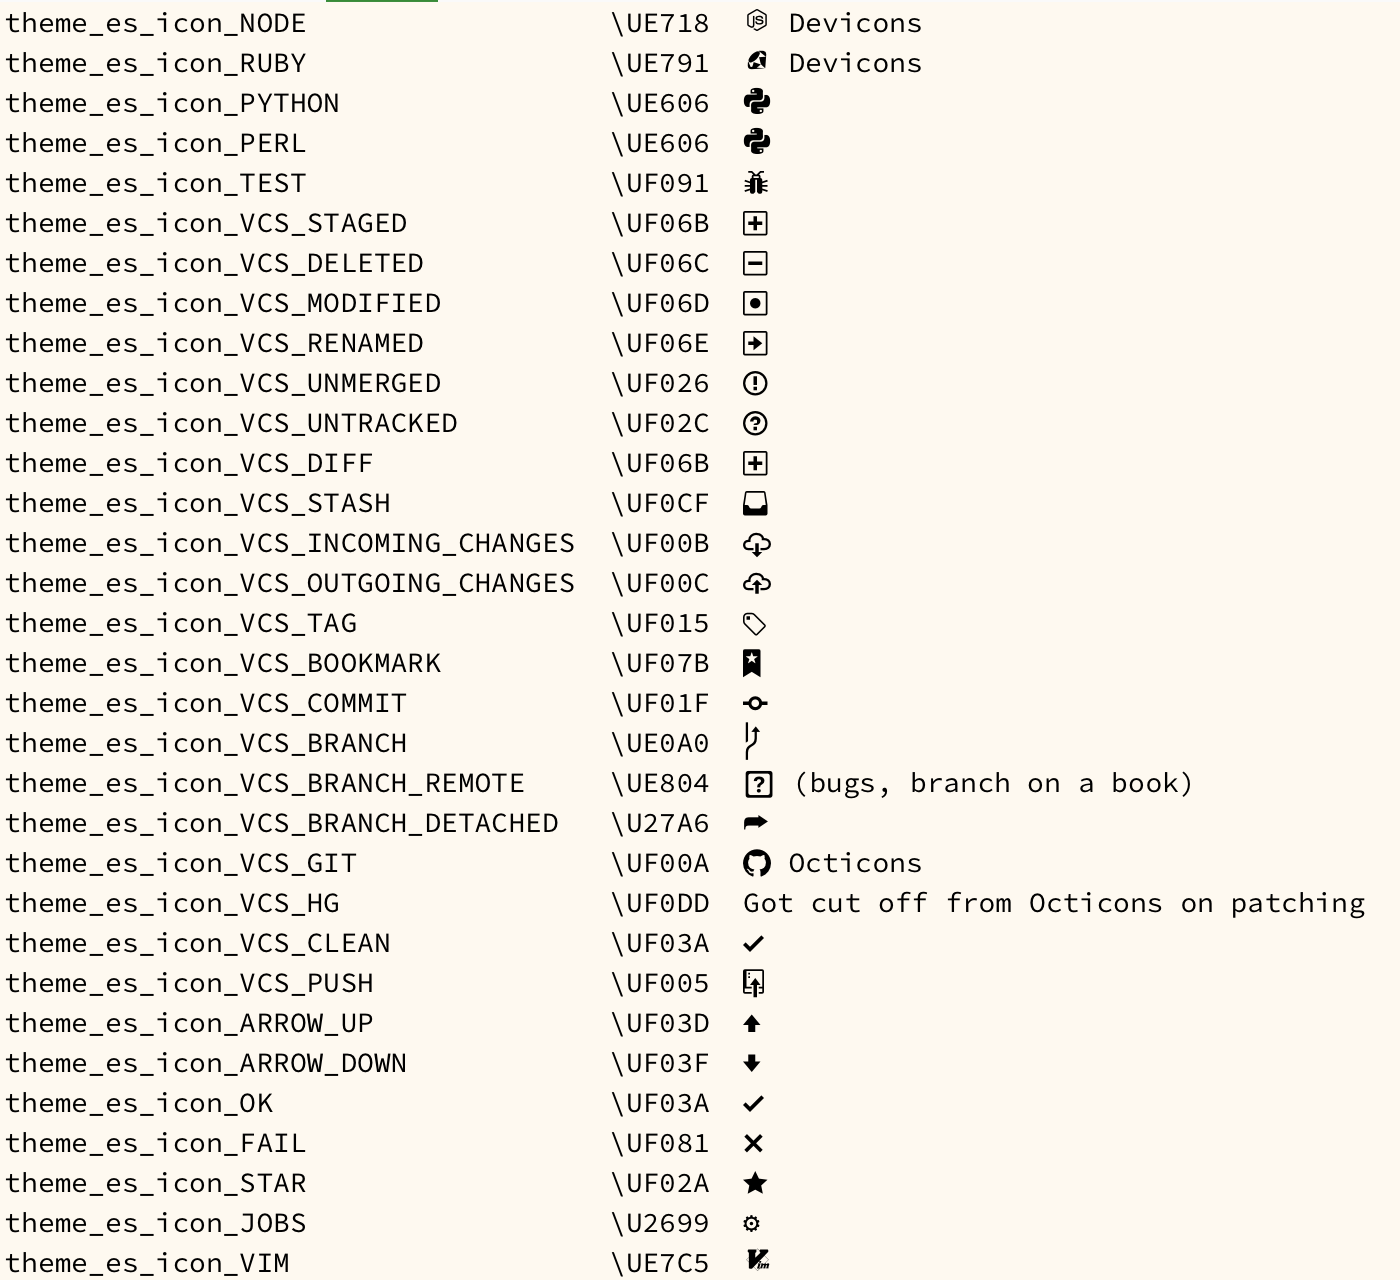 theme_es_icon_NODE \UE718 Devicons
theme_es_icon_RUBY \UE791 Devicons
theme_es_icon_PYTHON \UE606
theme_es_icon_PERL \UE606
theme_es_icon_TEST \UF091
theme_es_icon_VCS_STAGED \UF06B
theme_es_icon_VCS_DELETED \UF06C
theme_es_icon_VCS_MODIFIED \UF06D
theme_es_icon_VCS_RENAMED \UF06E
theme_es_icon_VCS_UNMERGED \UF026
theme_es_icon_VCS_UNTRACKED \UF02C
theme_es_icon_VCS_DIFF \UF06B
theme_es_icon_VCS_STASH \UF0CF
theme_es_icon_VCS_INCOMING_CHANGES \UF00B
theme_es_icon_VCS_OUTGOING_CHANGES \UF00C
theme_es_icon_VCS_TAG \UF015
theme_es_icon_VCS_BOOKMARK \UF07B
theme_es_icon_VCS_COMMIT \UF01F
theme_es_icon_VCS_BRANCH \UE0A0
theme_es_icon_VCS_BRANCH_REMOTE \UE804 (bugs, branch on a book)
theme_es_icon_VCS_BRANCH_DETACHED \U27A6 ➦
theme_es_icon_VCS_GIT \UF00A Octicons
theme_es_icon_VCS_HG \UF0DD Got cut off from Octicons on patching
theme_es_icon_VCS_CLEAN \UF03A
theme_es_icon_VCS_PUSH \UF005
theme_es_icon_ARROW_UP \UF03D
theme_es_icon_ARROW_DOWN \UF03F
theme_es_icon_OK \UF03A
theme_es_icon_FAIL \UF081
theme_es_icon_STAR \UF02A
theme_es_icon_JOBS \U2699 ⚙
theme_es_icon_VIM \UE7C5